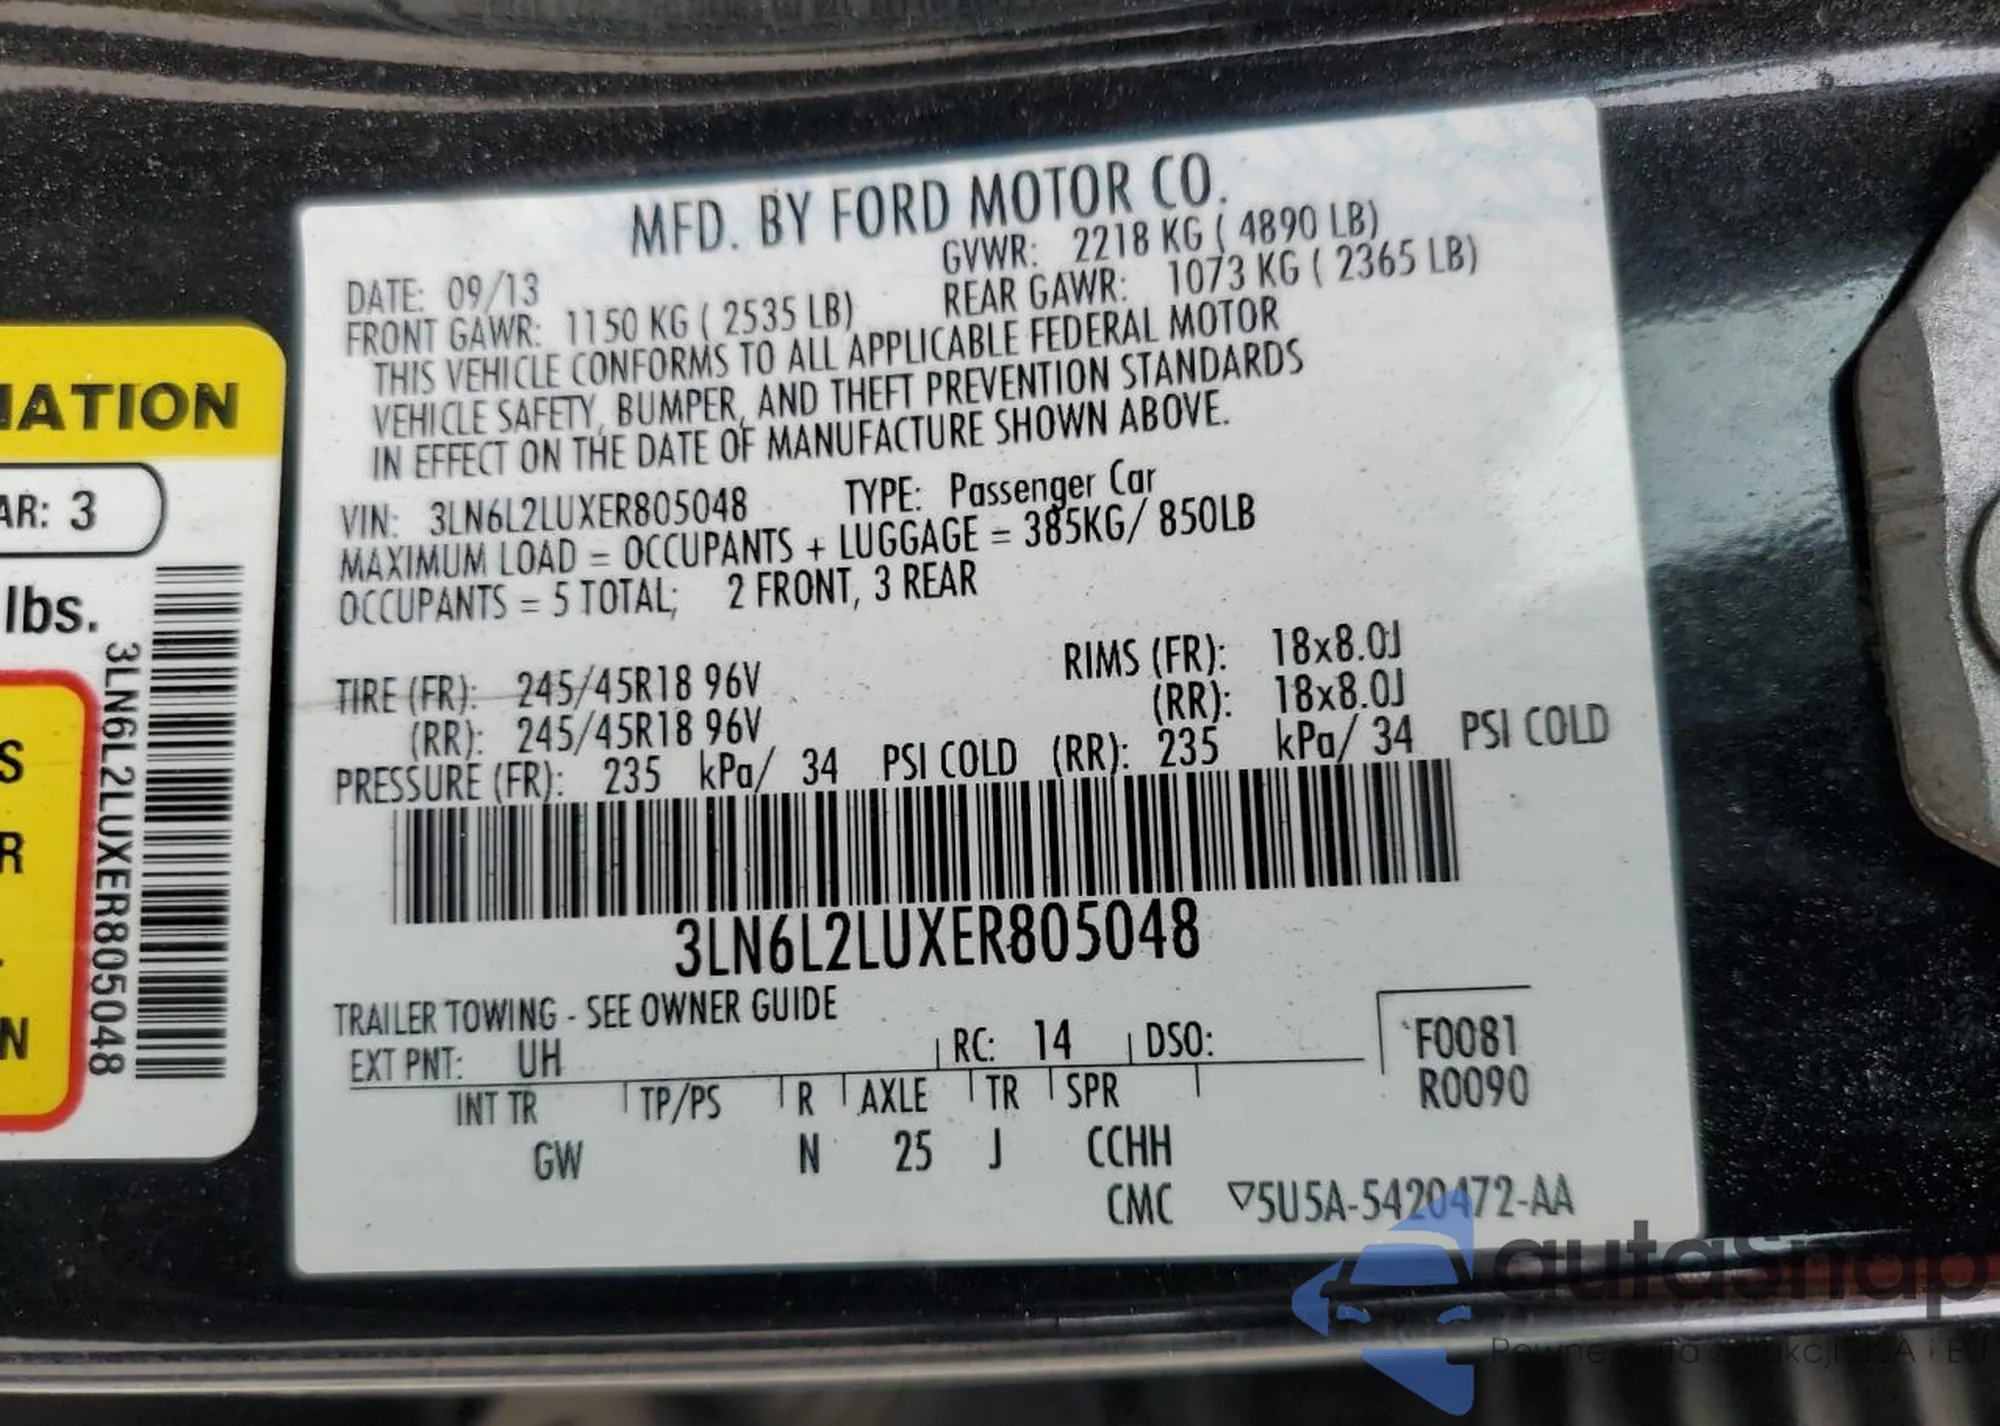 MATION
AR: 3
lbs.
3LN6L2LUXER805048
S
R
N
MFD. BY FORD MOTOR CO.
DATE: 09/13
GVWR: 2218 KG ( 4890 LB)
FRONT GAWR: 1150 KG ( 2535 LB)
REAR GAWR: 1073 KG ( 2365 LB)
THIS VEHICLE CONFORMS TO ALL APPLICABLE FEDERAL MOTOR
VEHICLE SAFETY, BUMPER, AND THEFT PREVENTION STANDARDS
IN EFFECT ON THE DATE OF MANUFACTURE SHOWN ABOVE.
VIN: 3LN6L2LUXER805048 TYPE: Passenger Car
MAXIMUM LOAD = OCCUPANTS + LUGGAGE = 385KG/ 850LB
OCCUPANTS = 5 TOTAL; 2 FRONT, 3 REAR
TIRE (FR): 245/45R18 96V RIMS (FR): 18x8.0J
(RR): 245/45R18 96V (RR): 18x8.0J
PRESSURE (FR): 235 kPa/ 34 PSI COLD (RR): 235 kPa/ 34 PSI COLD
3LN6L2LUXER805048
TRAILER TOWING - SEE OWNER GUIDE
EXT PNT: UH RC: 14 DSO: F0081
R0090
INT TR TP/PS R AXLE TR SPR
GW N 25 J CCHH
CMC ▽5U5A-5420472-AA
autasnap